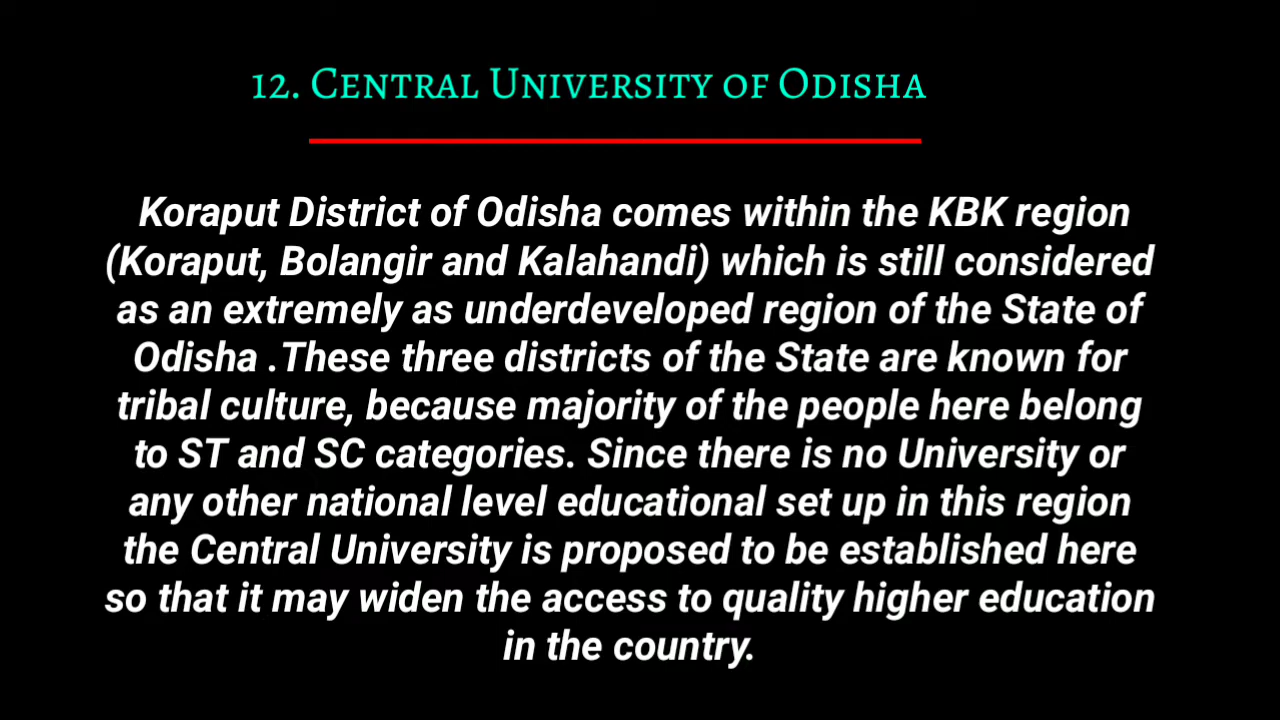 12. Central University of Odisha
Koraput District of Odisha comes within the KBK region
(Koraput, Bolangir and Kalahandi) which is still considered
as an extremely as underdeveloped region of the State of
Odisha .These three districts of the State are known for
tribal culture, because majority of the people here belong
to ST and SC categories. Since there is no University or
any other national level educational set up in this region
the Central University is proposed to be established here
so that it may widen the access to quality higher education
in the country.